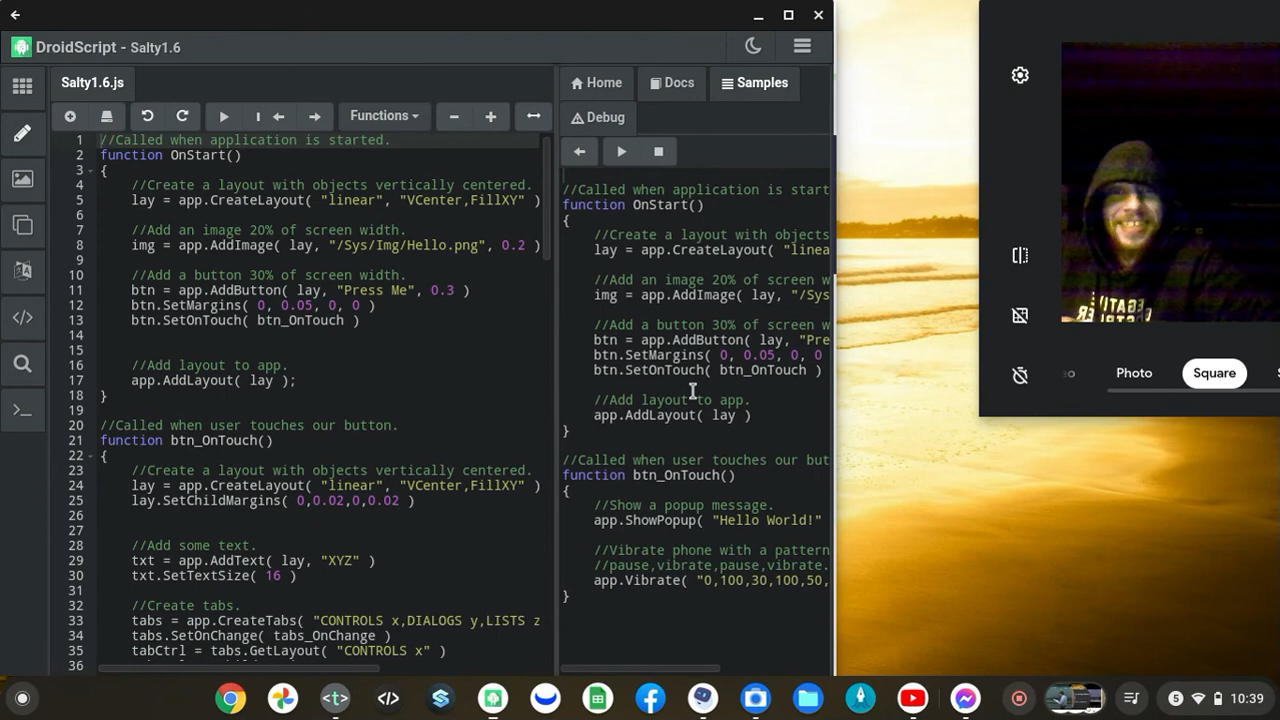 DroidScript - Salty1.6
Salty1.6.js
Functions
1 //Called when application is started.
2 function OnStart()
3 {
4 //Create a layout with objects vertically centered.
5 lay = app.CreateLayout( "linear", "VCenter,FillXY" )
6
7 //Add an image 20% of screen width.
8 img = app.AddImage( lay, "/Sys/Img/Hello.png", 0.2 )
9
10 //Add a button 30% of screen width.
11 btn = app.AddButton( lay, "Press Me", 0.3 )
12 btn.SetMargins( 0, 0.05, 0, 0 )
13 btn.SetOnTouch( btn_OnTouch )
14
15
16 //Add layout to app.
17 app.AddLayout( lay );
18 }
19
20 //Called when user touches our button.
21 function btn_OnTouch()
22 {
23 //Create a layout with objects vertically centered.
24 lay = app.CreateLayout( "linear", "VCenter,FillXY" )
25 lay.SetChildMargins( 0,0.02,0,0.02 )
26
27
28 //Add some text.
29 txt = app.AddText( lay, "XYZ" )
30 txt.SetTextSize( 16 )
31
32 //Create tabs.
33 tabs = app.CreateTabs( "CONTROLS x,DIALOGS y,LISTS z
34 tabs.SetOnChange( tabs_OnChange )
35 tabCtrl = tabs.GetLayout( "CONTROLS x" )
36
Home
Docs
Samples
Debug
//Called when application is start
function OnStart()
{
//Create a layout with objects
lay = app.CreateLayout( "linea
//Add an image 20% of screen w
img = app.AddImage( lay, "/Sys
//Add a button 30% of screen w
btn = app.AddButton( lay, "Pre
btn.SetMargins( 0, 0.05, 0, 0
btn.SetOnTouch( btn_OnTouch )
//Add layout to app.
app.AddLayout( lay )
}
//Called when user touches our but
function btn_OnTouch()
{
//Show a popup message.
app.ShowPopup( "Hello World!"
//Vibrate phone with a pattern
//pause,vibrate,pause,vibrate.
app.Vibrate( "0,100,30,100,50,
}
Photo
Square
<t>
5
10:39